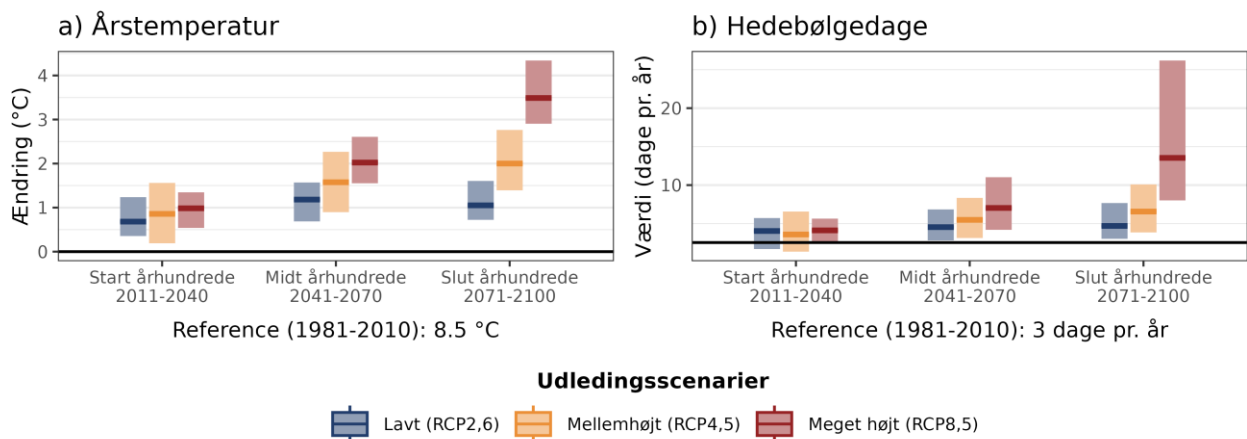 a) Årstemperatur
Ændring (°C)
4
3
2
1
0
Start århundrede
2011-2040
Midt århundrede
2041-2070
Slut århundrede
2071-2100
Reference (1981-2010): 8.5 °C
b) Hedebølgedage
Værdi (dage pr. år)
20
10
Start århundrede
2011-2040
Midt århundrede
2041-2070
Slut århundrede
2071-2100
Reference (1981-2010): 3 dage pr. år
Udledingsscenarier
Lavt (RCP2,6)
Mellemhøjt (RCP4,5)
Meget højt (RCP8,5)